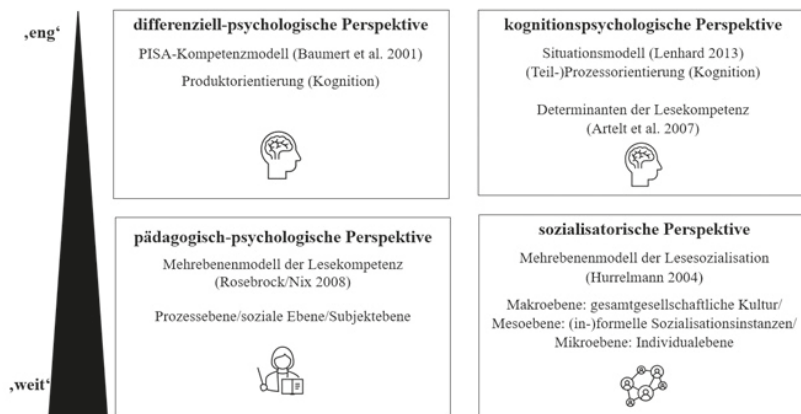 ‚eng‘
differenziell-psychologische Perspektive
PISA-Kompetenzmodell (Baumert et al. 2001)
Produktorientierung (Kognition)
kognitionspsychologische Perspektive
Situationsmodell (Lenhard 2013)
(Teil-)Prozessorientierung (Kognition)
Determinanten der Lesekompetenz
(Artelt et al. 2007)
pädagogisch-psychologische Perspektive
Mehrebenenmodell der Lesekompetenz
(Rosebrock/Nix 2008)
Prozessebene/soziale Ebene/Subjektebene
sozialisatorische Perspektive
Mehrebenenmodell der Lesesozialisation
(Hurrelmann 2004)
Makroebene: gesamtgesellschaftliche Kultur/
Mesoebene: (in-)formelle Sozialisationsinstanzen/
Mikroebene: Individualebene
‚weit‘